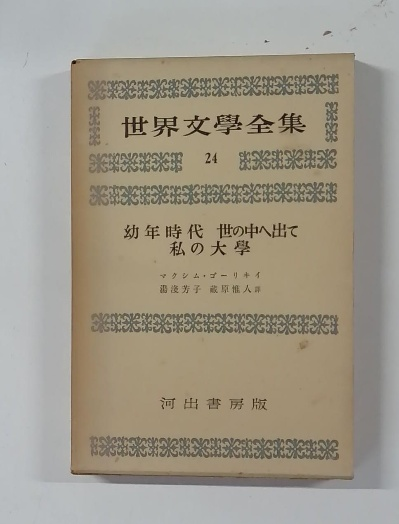 世界文學全集
24
幼年時代 世の中へ出て
私の大學
マクシム・ゴーリキイ
湯淺芳子 蔵原惟人 譯
河出書房版